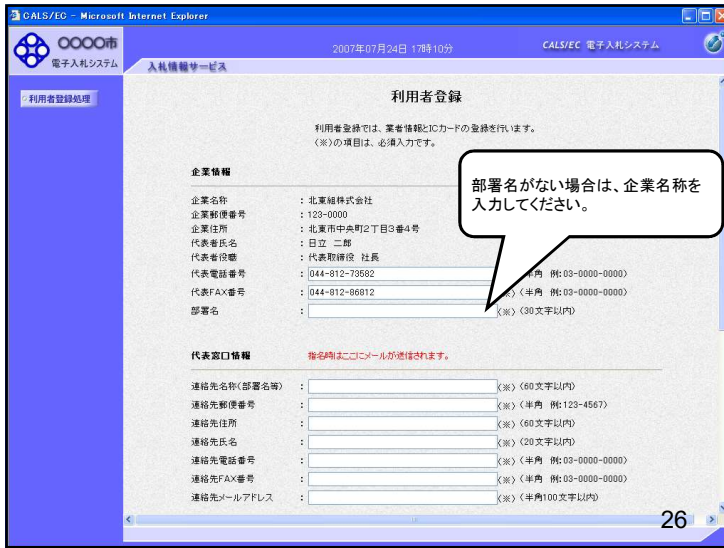 CALS/EC - Microsoft Internet Explorer
〇〇〇〇市
電子入札システム
2007年07月24日 17時10分
CALS/EC 電子入札システム
入札情報サービス
利用者登録処理
利用者登録
利用者登録では、業者情報とICカードの登録を行います。
(※)の項目は、必須入力です。
企業情報
部署名がない場合は、企業名称を
入力してください。
企業名称 : 北東組株式会社
企業郵便番号 : 123-0000
企業住所 : 北東市中央町2丁目3番4号
代表者氏名 : 日立 二郎
代表者役職 : 代表取締役 社長
代表電話番号 : 044-812-73582 半角 例:03-0000-0000)
代表FAX番号 : 044-812-86812 ※)(半角 例:03-0000-0000)
部署名 : (※)(30文字以内)
代表窓口情報 指名時はここにメールが送信されます。
連絡先名称(部署名等) : (※)(60文字以内)
連絡先郵便番号 : (※)(半角 例:123-4567)
連絡先住所 : (※)(60文字以内)
連絡先氏名 : (※)(20文字以内)
連絡先電話番号 : (※)(半角 例:03-0000-0000)
連絡先FAX番号 : (※)(半角 例:03-0000-0000)
連絡先メールアドレス : (※)(半角100文字以内)
26